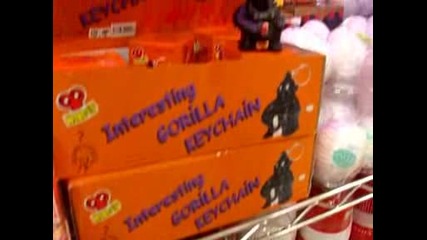 KEYCHAIN
Interesting
GORiLLA
KEYCHAiN
Interesting
GORiLLA
KEYCHAiN